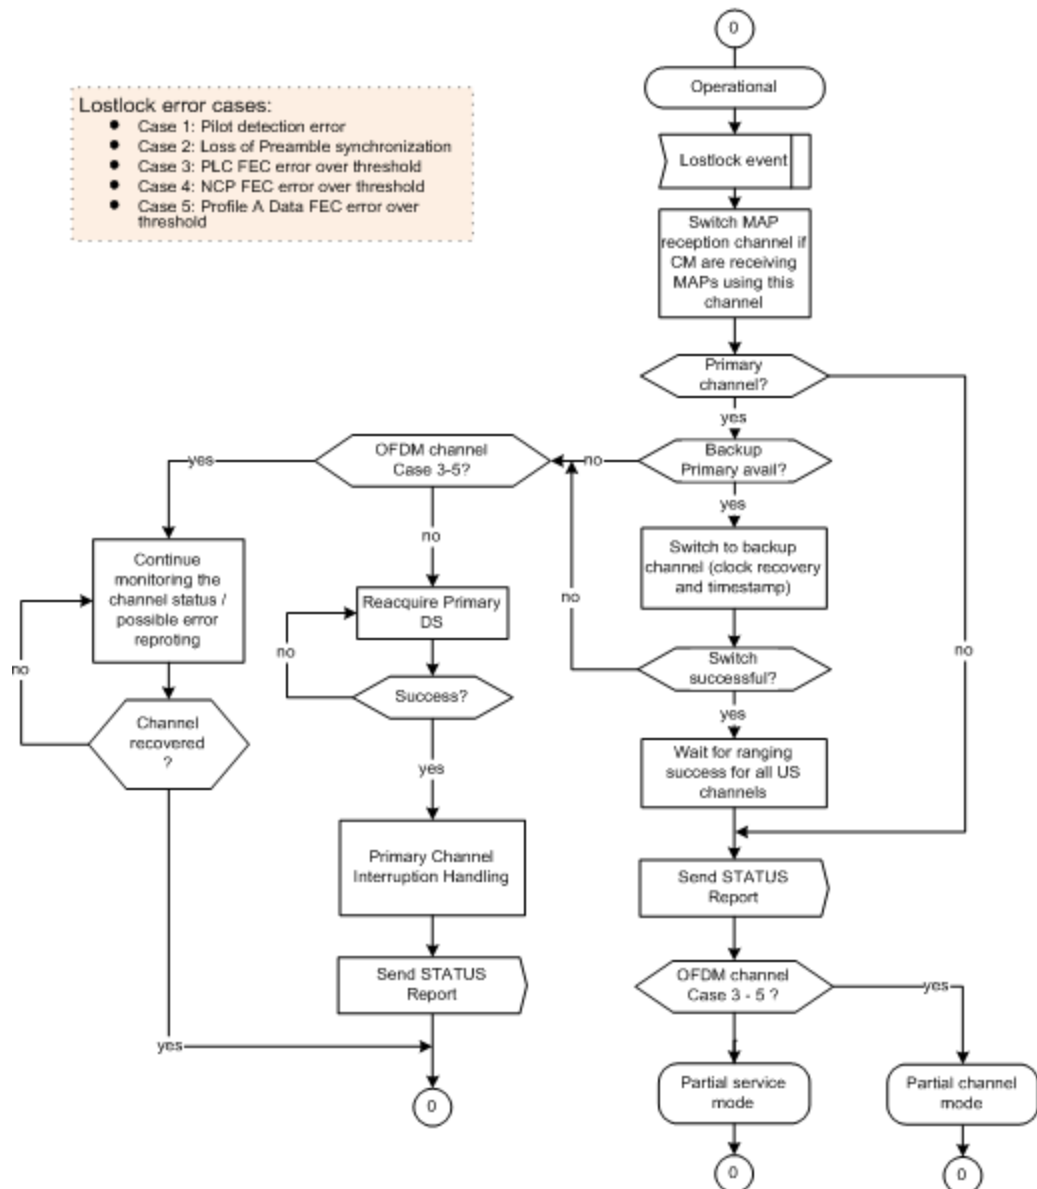 0
Operational
Lostlock error cases:
Case 1: Pilot detection error
Case 2: Loss of Preamble synchronization
Case 3: PLC FEC error over threshold
Case 4: NCP FEC error over threshold
Case 5: Profile A Data FEC error over
threshold
Lostlock event
Switch MAP
reception channel if
CM are receiving
MAPs using this
channel
Primary
channel?
yes
Backup
Primary avail?
no
OFDM channel
Case 3-5?
yes
yes
no
Switch to backup
channel (clock recovery
and timestamp)
Continue
monitoring the
channel status /
possible error
reproting
Reacquire Primary
DS
no
no
no
no
Switch
successful?
Success?
Channel
recovered
?
yes
Wait for ranging
success for all US
channels
yes
Primary Channel
Interruption Handling
Send STATUS
Report
Send STATUS
Report
OFDM channel
Case 3 - 5 ?
yes
yes
Partial service
mode
Partial channel
mode
0
0
0